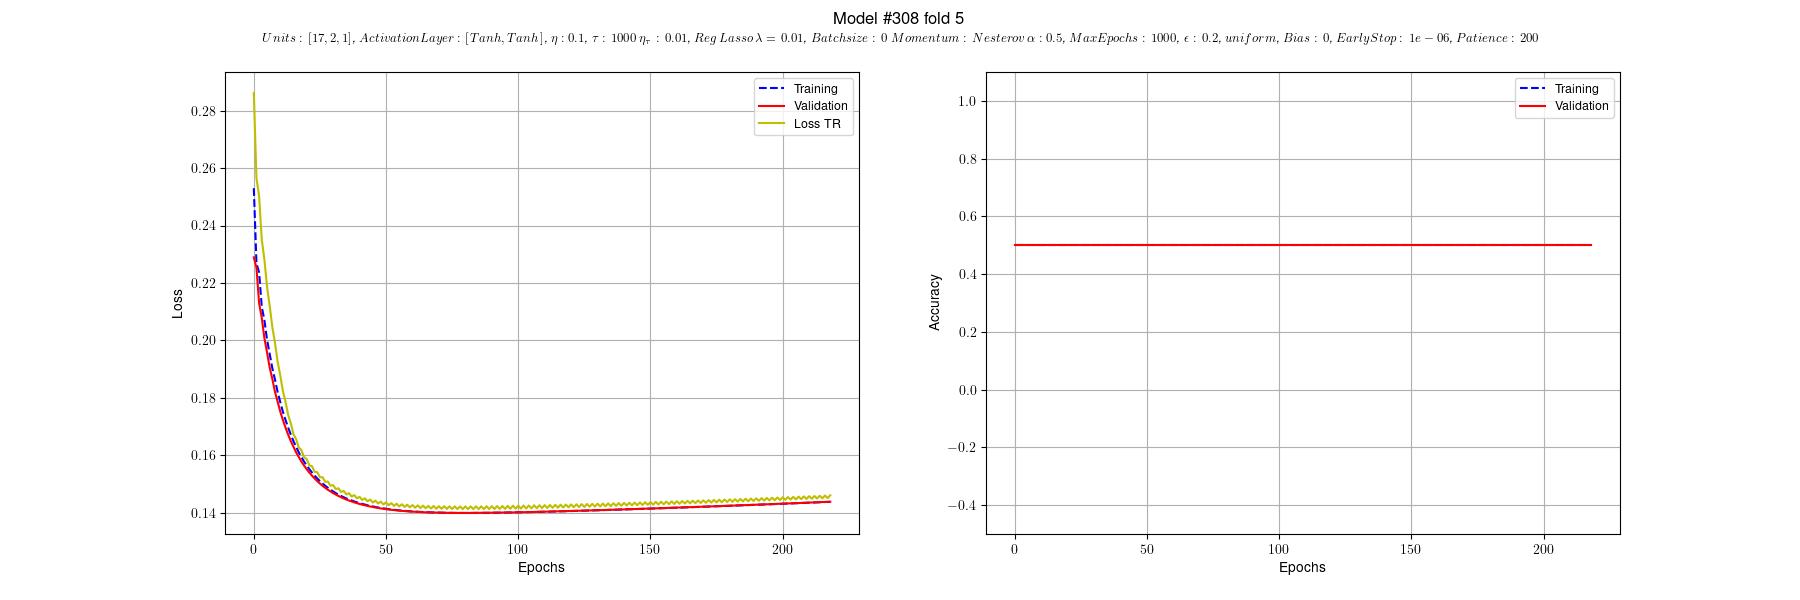 Model #308 fold 5
Units : [17, 2, 1], ActivationLayer : [Tanh, Tanh], η : 0.1, τ : 1000 η_τ : 0.01, Reg Lasso λ = 0.01, Batchsize : 0 Momentum : Nesterov α : 0.5, MaxEpochs : 1000, ϵ : 0.2, uniform, Bias : 0, EarlyStop : 1e − 06, Patience : 200
Training
Validation
Loss TR
0.28
0.26
0.24
0.22
0.20
0.18
0.16
0.14
Loss
0
50
100
150
200
Epochs
Training
Validation
1.0
0.8
0.6
0.4
0.2
0.0
−0.2
−0.4
Accuracy
0
50
100
150
200
Epochs